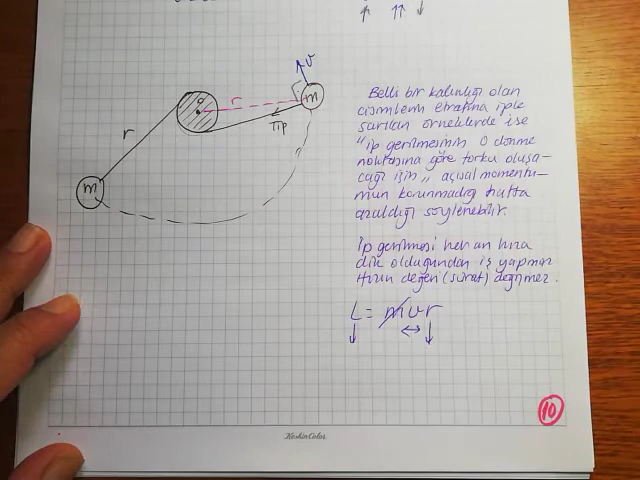 r
m
O
r
m
v
Tip
Belli bir kalınlığı olan
cisimlerin etrafına iple
sarılan örneklerde ise
"ip gerilmesinin O dönme
noktasına göre torku oluşa-
cağı için" açısal momentu-
mun korunmadığı hatta
azaldığı söylenebilir.
İp gerilmesi her an hıza
dik olduğundan iş yapmaz
Hızın değeri (sürat) değişmez.
L = mvr
10
KeskinColor